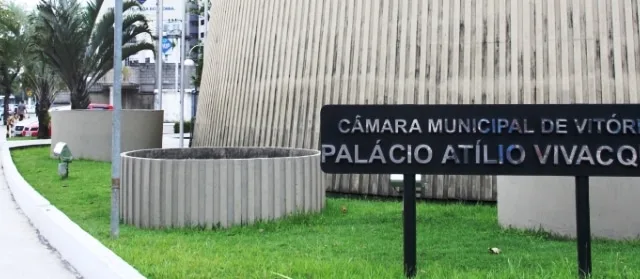 CÂMARA MUNICIPAL DE VITÓRI
PALÁCIO ATÍLIO VIVACQ